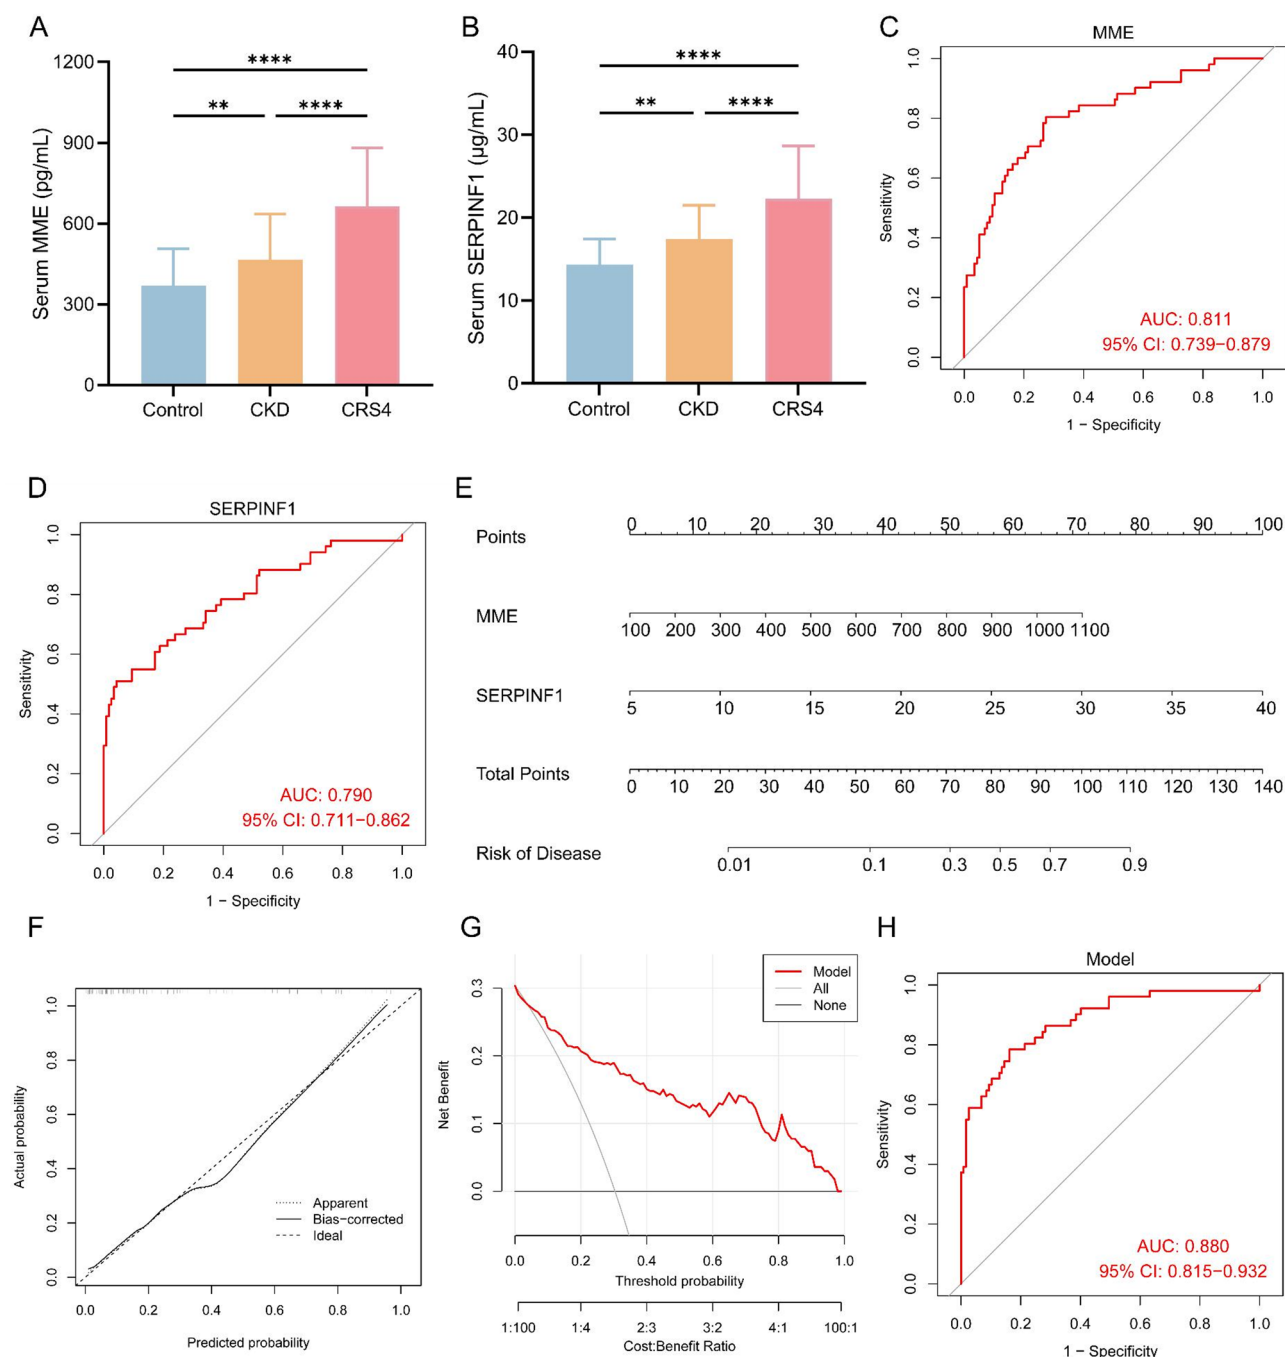 A
Serum MME (pg/mL)
1200
900
600
300
0
****
** ****
Control CKD CRS4
B
Serum SERPINF1 (µg/mL)
40
30
20
10
0
****
** ****
Control CKD CRS4
C
MME
Sensitivity
1.0
0.8
0.6
0.4
0.2
0.0
AUC: 0.811
95% CI: 0.739−0.879
0.0 0.2 0.4 0.6 0.8 1.0
1 − Specificity
D
SERPINF1
Sensitivity
1.0
0.8
0.6
0.4
0.2
0.0
AUC: 0.790
95% CI: 0.711−0.862
0.0 0.2 0.4 0.6 0.8 1.0
1 − Specificity
E
Points
0 10 20 30 40 50 60 70 80 90 100
MME
100 200 300 400 500 600 700 800 900 1000 1100
SERPINF1
5 10 15 20 25 30 35 40
Total Points
0 10 20 30 40 50 60 70 80 90 100 110 120 130 140
Risk of Disease
0.01 0.1 0.3 0.5 0.7 0.9
F
Actual probability
1.0
0.8
0.6
0.4
0.2
0.0
Apparent
Bias−corrected
Ideal
0.0 0.2 0.4 0.6 0.8 1.0
Predicted probability
G
Net Benefit
0.3
0.2
0.1
0.0
Model
All
None
0.0 0.2 0.4 0.6 0.8 1.0
Threshold probability
1:100 1:4 2:3 3:2 4:1 100:1
Cost:Benefit Ratio
H
Model
Sensitivity
1.0
0.8
0.6
0.4
0.2
0.0
AUC: 0.880
95% CI: 0.815−0.932
0.0 0.2 0.4 0.6 0.8 1.0
1 − Specificity